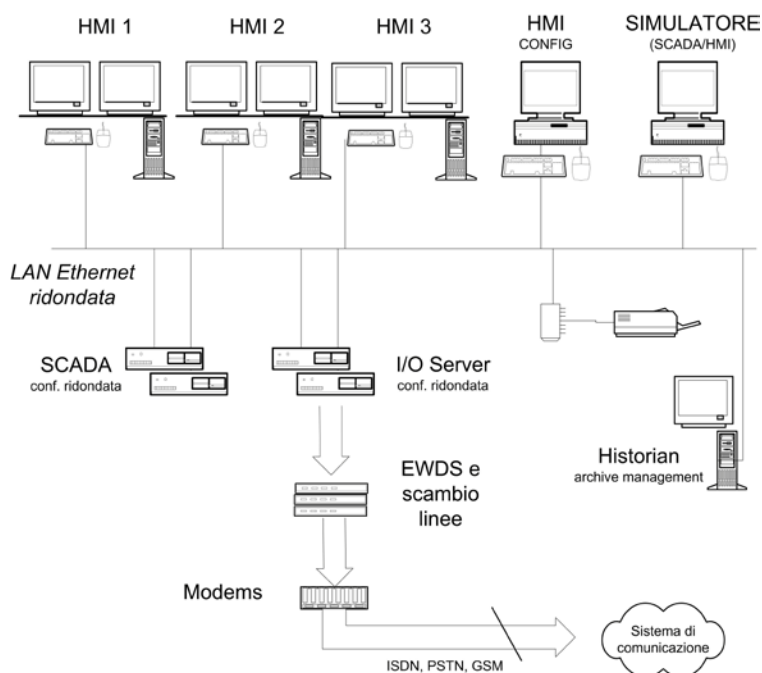 HMI 1
HMI 2
HMI 3
HMI
CONFIG
SIMULATORE
(SCADA/HMI)
LAN Ethernet
ridondata
SCADA
conf. ridondata
I/O Server
conf. ridondata
Historian
archive management
EWDS e
scambio
linee
Modems
ISDN, PSTN, GSM
Sistema di
comunicazione